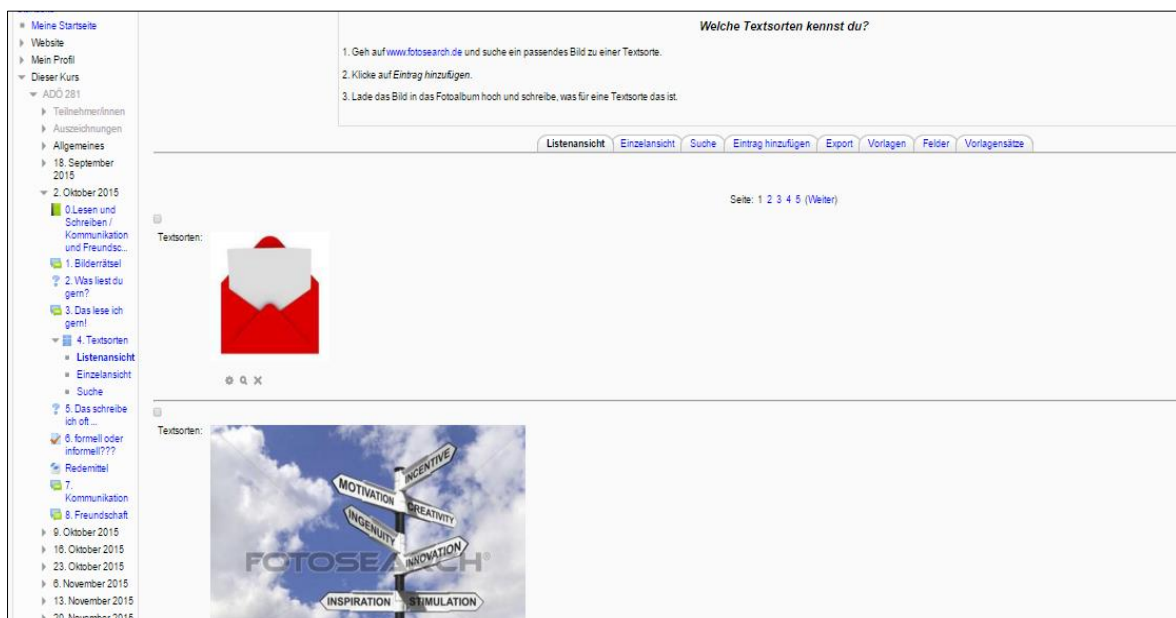 Meine Startseite
Website
Mein Profil
Dieser Kurs
ADÖ 281
Teilnehmer/innen
Auszeichnungen
Allgemeines
18. September
2015
2. Oktober 2015
0.Lesen und
Schreiben /
Kommunikation
und Freundsc...
1. Bilderrätsel
2. Was liest du
gern?
3. Das lese ich
gern!
4. Textsorten
Listenansicht
Einzelansicht
Suche
5. Das schreibe
ich oft ...
6. formell oder
informell???
Redemittel
7.
Kommunikation
8. Freundschaft
9. Oktober 2015
16. Oktober 2015
23. Oktober 2015
6. November 2015
13. November 2015
20. November 2015
Welche Textsorten kennst du?
1. Geh auf www.fotosearch.de und suche ein passendes Bild zu einer Textsorte.
2. Klicke auf Eintrag hinzufügen.
3. Lade das Bild in das Fotoalbum hoch und schreibe, was für eine Textsorte das ist.
Listenansicht Einzelansicht Suche Eintrag hinzufügen Export Vorlagen Felder Vorlagensätze
Seite: 1 2 3 4 5 (Weiter)
Textsorten:
Textsorten:
INCENTIVE
MOTIVATION
CREATIVITY
INGENUITY
INNOVATION
FOTOSEARCH®
INSPIRATION STIMULATION